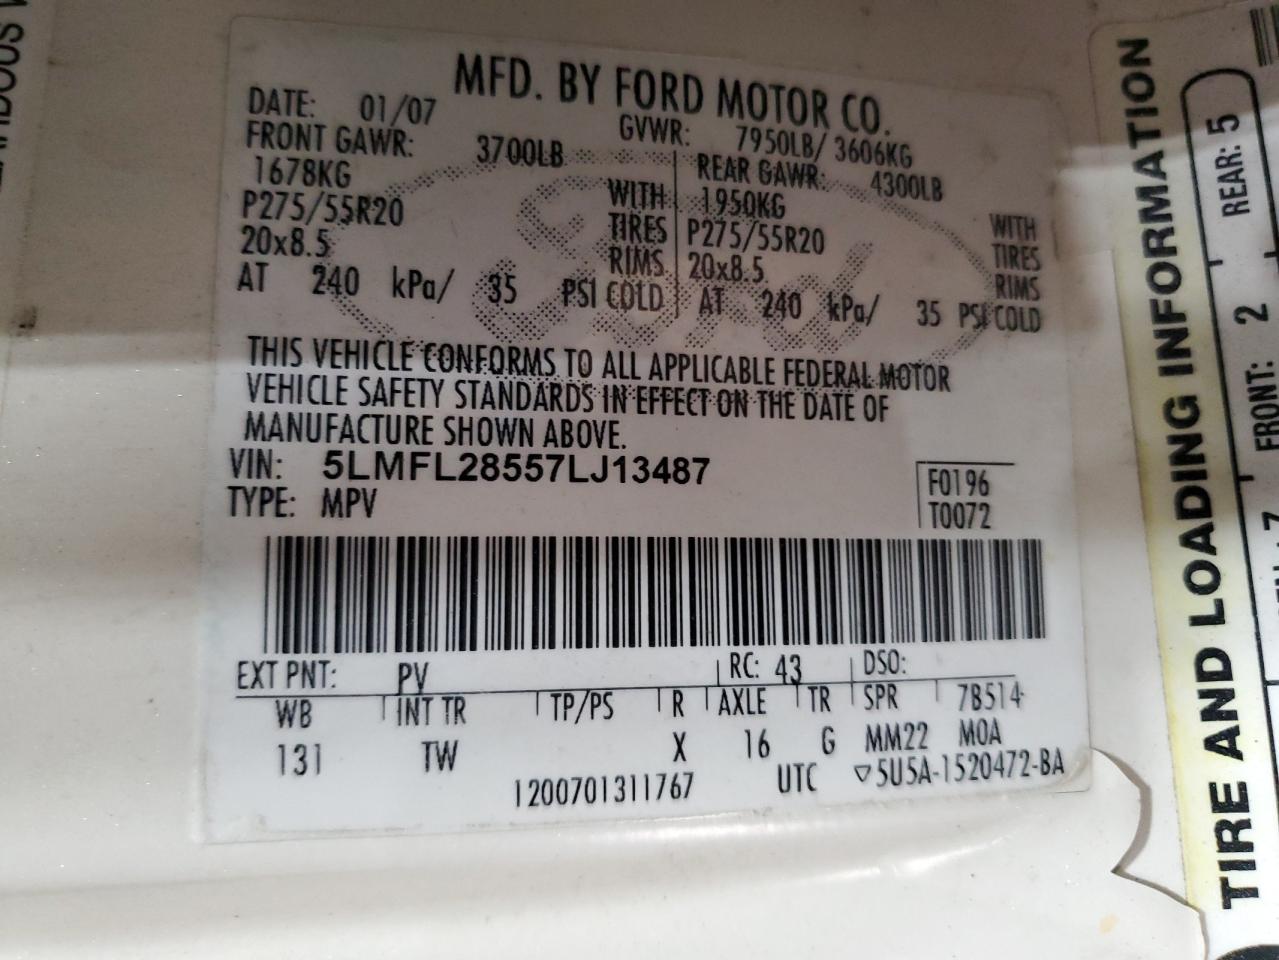 MFD. BY FORD MOTOR CO.
DATE: 01/07 GVWR: 7950LB/ 3606KG
FRONT GAWR: 3700LB REAR GAWR: 4300LB
1678KG WITH 1950KG WITH
P275/55R20 TIRES P275/55R20 TIRES
20x8.5 RIMS 20x8.5 RIMS
AT 240 kPa/ 35 PSI COLD AT 240 kPa/ 35 PSI COLD
Ford
THIS VEHICLE CONFORMS TO ALL APPLICABLE FEDERAL MOTOR
VEHICLE SAFETY STANDARDS IN EFFECT ON THE DATE OF
MANUFACTURE SHOWN ABOVE.
VIN: 5LMFL28557LJ13487
TYPE: MPV
F0196
T0072
EXT PNT: PV RC: 43 DSO:
WB INT TR TP/PS R AXLE TR SPR 7B514
131 TW X 16 G MM22 MOA
1200701311767 UTC ▽5U5A-1520472-BA
TIRE AND LOADING INFORMATION
FRONT: 2 REAR: 5